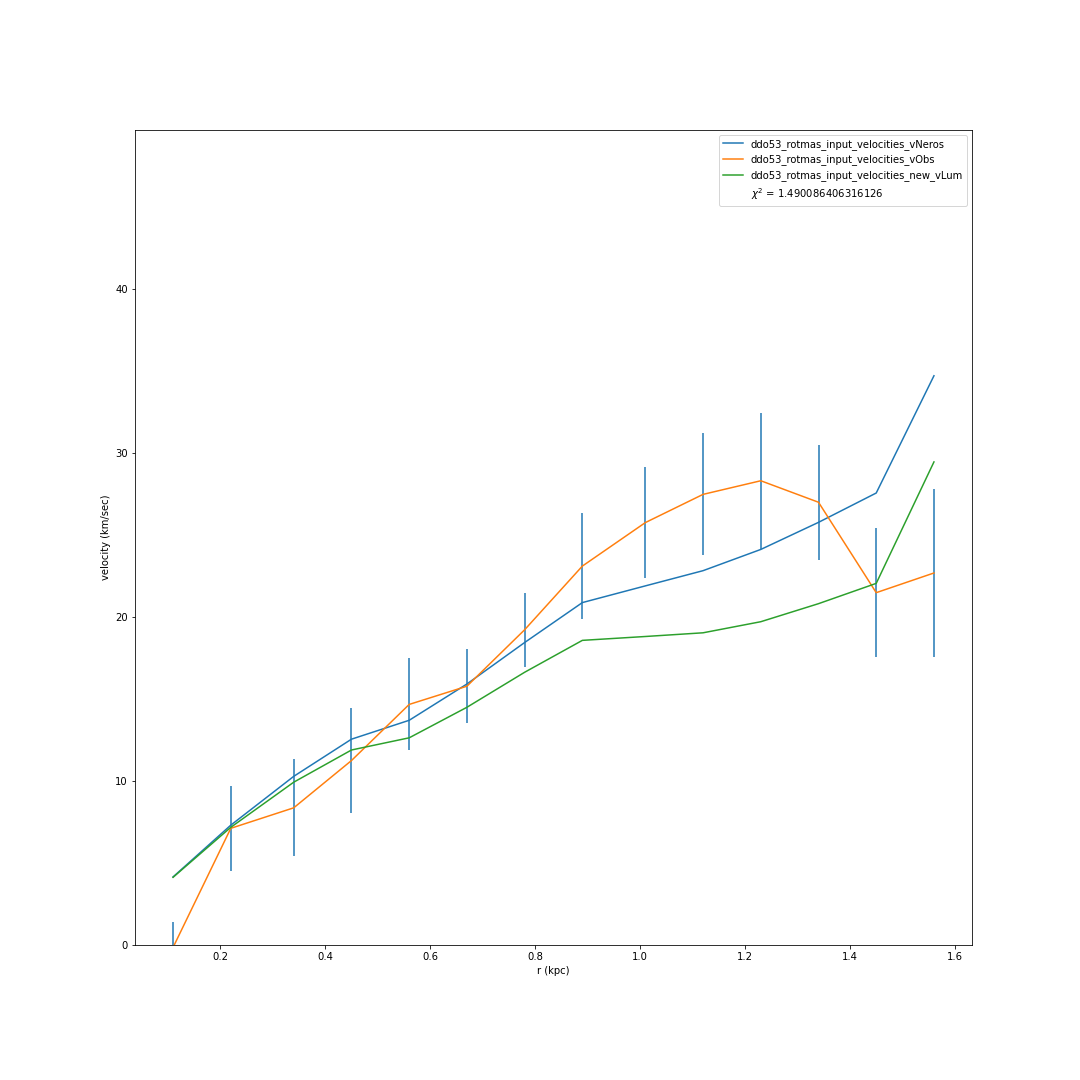 ddo53_rotmas_input_velocities_vNeros
ddo53_rotmas_input_velocities_vObs
ddo53_rotmas_input_velocities_new_vLum
χ² = 1.490086406316126
40
30
20
10
0
velocity (km/sec)
0.2 0.4 0.6 0.8 1.0 1.2 1.4 1.6
r (kpc)